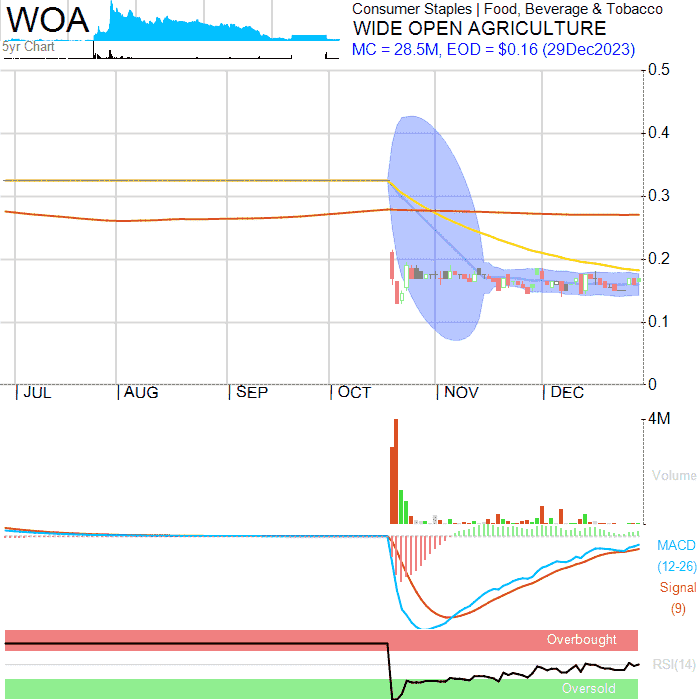 WOA
Consumer Staples | Food, Beverage & Tobacco
WIDE OPEN AGRICULTURE
5yr Chart
MC = 28.5M, EOD = $0.16 (29Dec2023)
0.5
0.4
0.3
0.2
0.1
0
JUL AUG SEP OCT NOV DEC
4M
Volume
MACD
(12-26)
Signal
(9)
Overbought
RSI(14)
Oversold